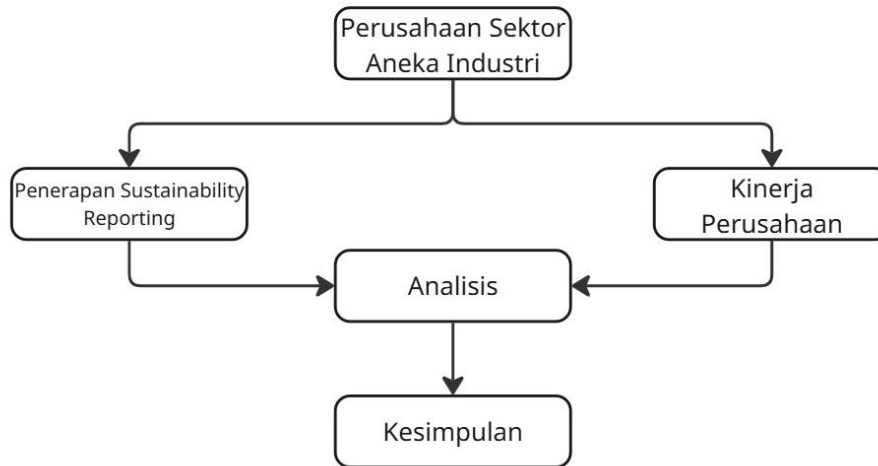 Perusahaan Sektor
Aneka Industri
Penerapan Sustainability
Reporting
Kinerja
Perusahaan
Analisis
Kesimpulan